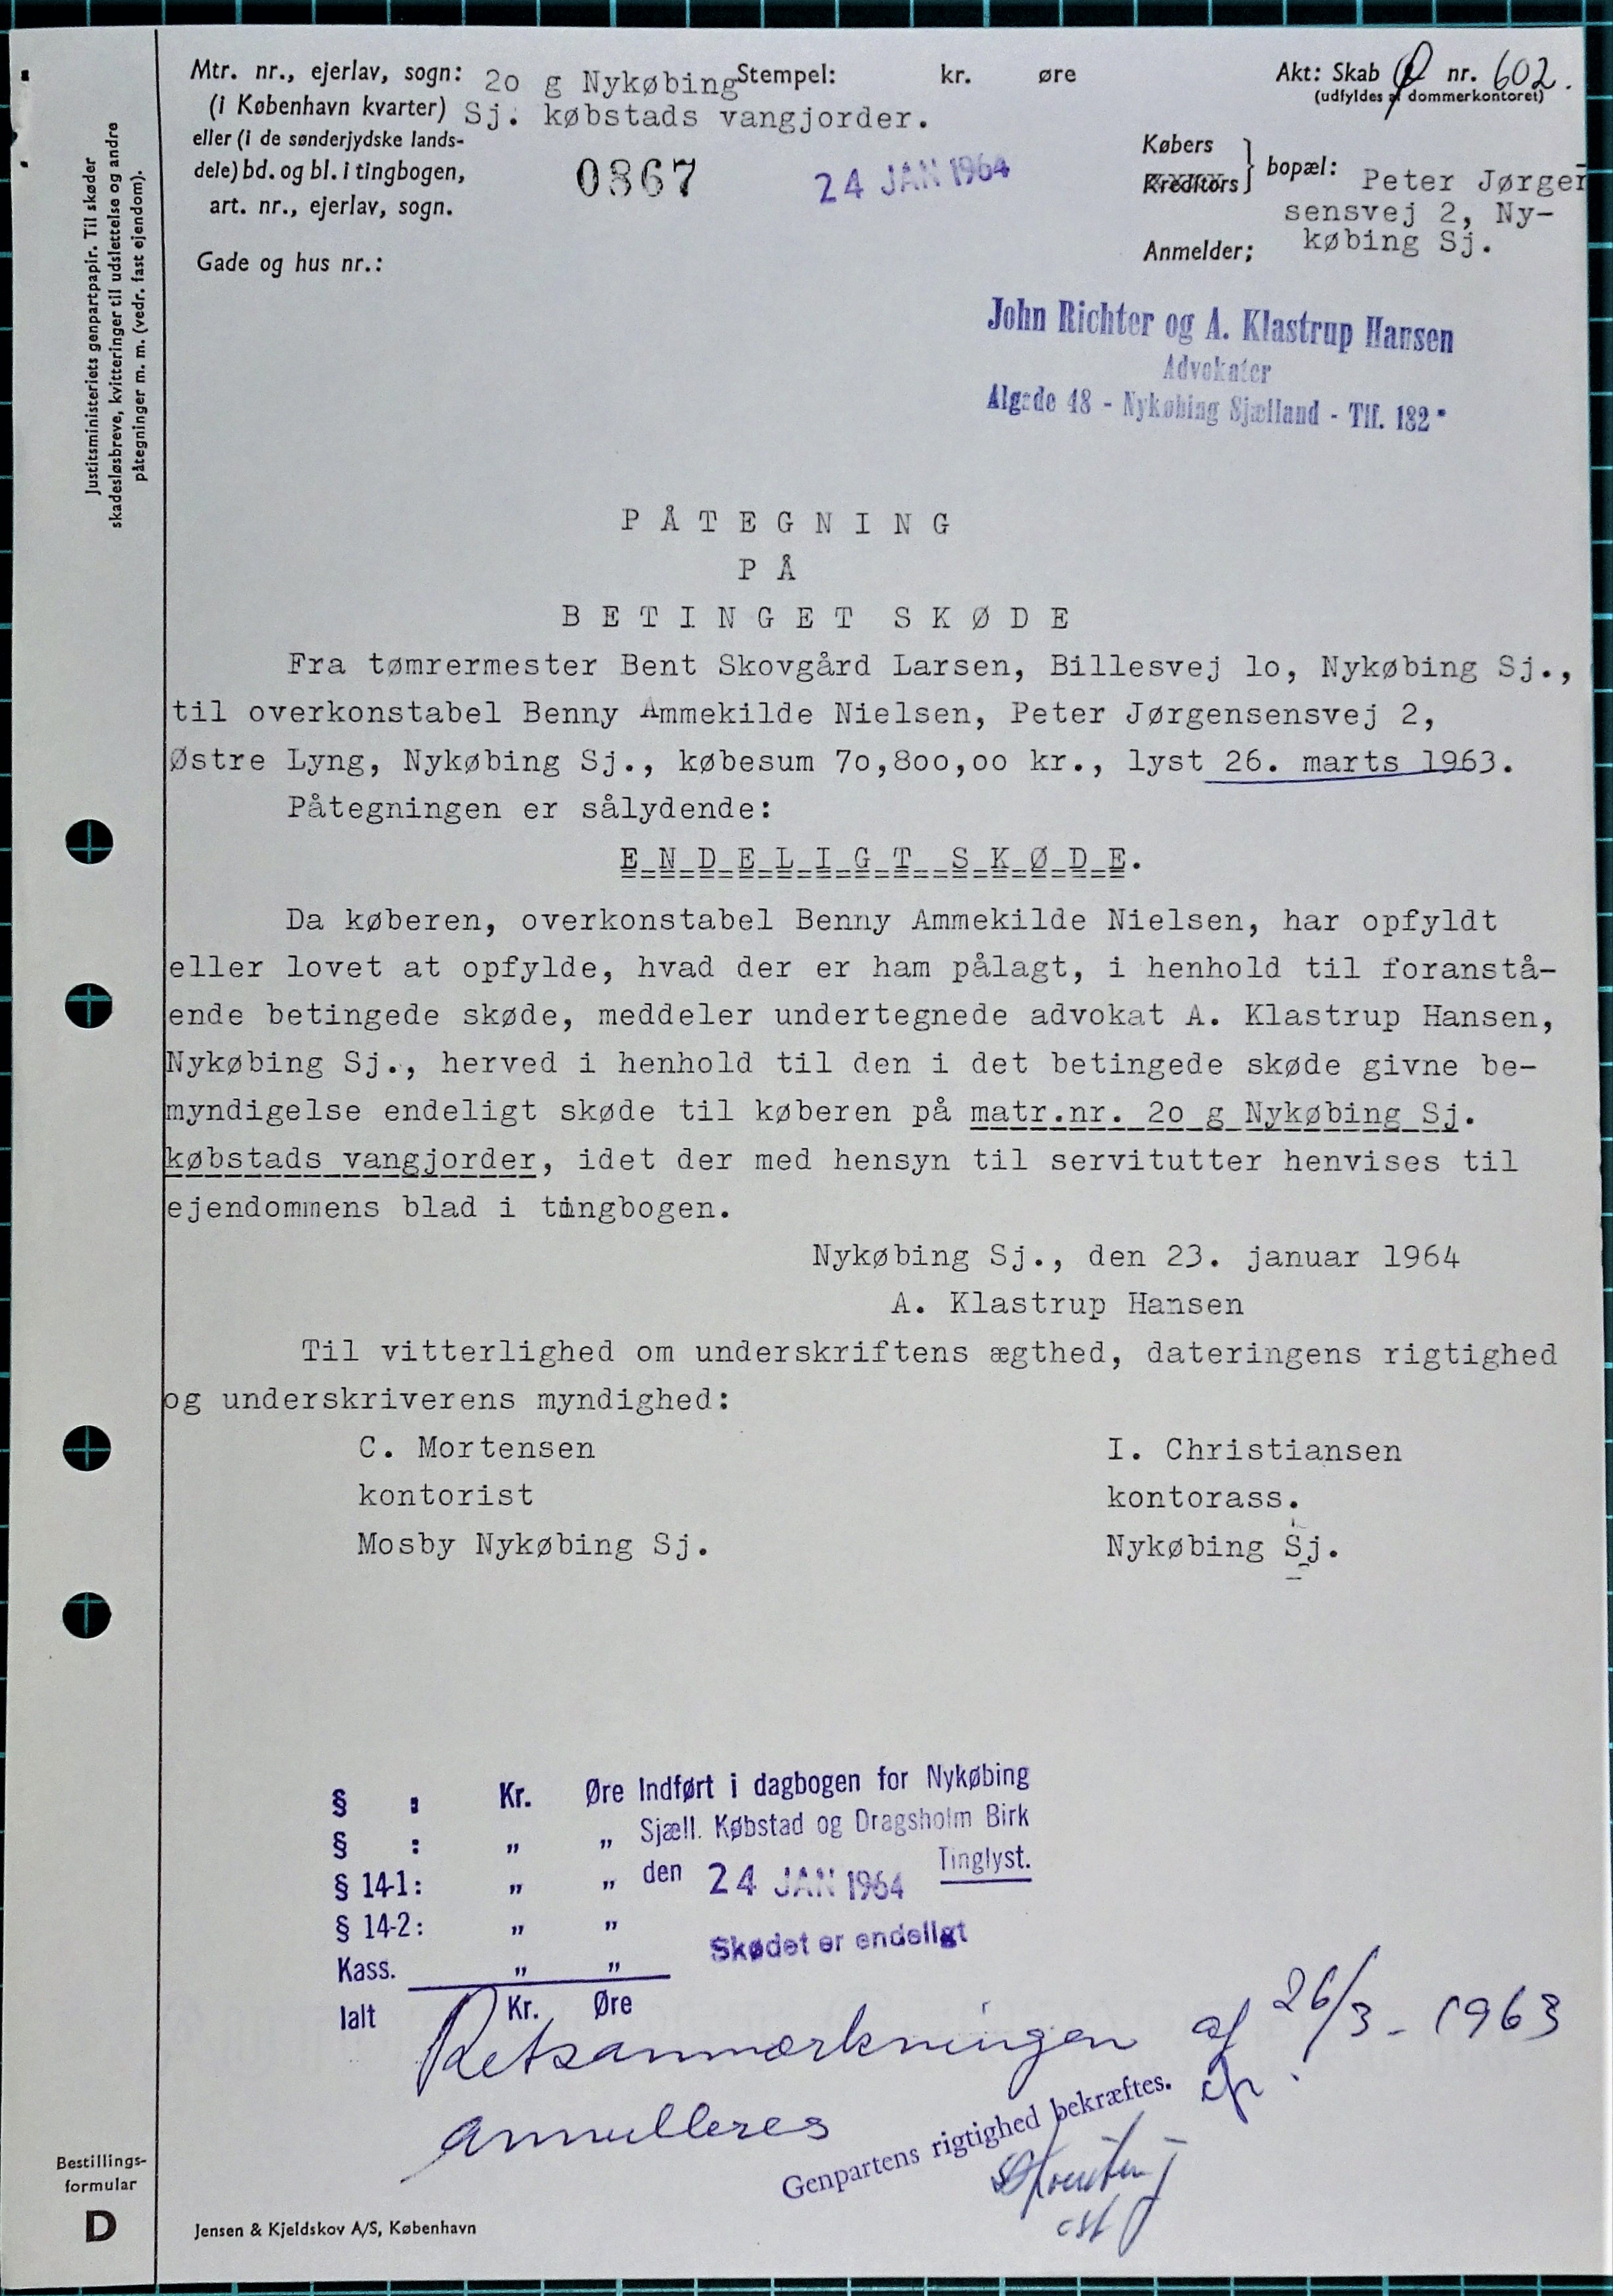 Justitsministeriets genpartpapir. Til skøder
skadesløsbreve, kvitteringer til udslettelse og andre
påtegninger m. m. (vedr. fast ejendom).
Mtr. nr., ejerlav, sogn: 2o g Nykøbing Stempel: kr. øre
Akt: Skab nr. 602.
(udfyldes af dommerkontoret)
(i København kvarter) Sj. købstads vangjorder.
eller (i de sønderjydske lands-
dele) bd. og bl. i tingbogen,
art. nr., ejerlav, sogn.
Gade og hus nr.:
0867 24 JAN 1964
Købers
Kreditors } bopæl: Peter Jørgen
sensvej 2, Ny-
købing Sj.
Anmelder;
John Richter og A. Klastrup Hansen
Advokater
Algade 48 - Nykøbing Sjælland - Tlf. 182*
PÅTEGNING
PÅ
BETINGET SKØDE
Fra tømrermester Bent Skovgård Larsen, Billesvej lo, Nykøbing Sj.,
til overkonstabel Benny Ammekilde Nielsen, Peter Jørgensensvej 2,
Østre Lyng, Nykøbing Sj., købesum 7o,8oo,oo kr., lyst 26. marts 1963.
Påtegningen er sålydende:
ENDELIGT SKØDE.
Da køberen, overkonstabel Benny Ammekilde Nielsen, har opfyldt
eller lovet at opfylde, hvad der er ham pålagt, i henhold til foranstå-
ende betingede skøde, meddeler undertegnede advokat A. Klastrup Hansen,
Nykøbing Sj., herved i henhold til den i det betingede skøde givne be-
myndigelse endeligt skøde til køberen på matr.nr. 2o g Nykøbing Sj.
købstads vangjorder, idet der med hensyn til servitutter henvises til
ejendommens blad i tingbogen.
Nykøbing Sj., den 23. januar 1964
A. Klastrup Hansen
Til vitterlighed om underskriftens ægthed, dateringens rigtighed
og underskriverens myndighed:
C. Mortensen I. Christiansen
kontorist kontorass.
Mosby Nykøbing Sj. Nykøbing Sj.
§ : Kr. Øre Indført i dagbogen for Nykøbing
§ : „ „ Sjæll. Købstad og Dragsholm Birk
§ 14-1: „ „ den 24 JAN 1964 Tinglyst.
§ 14-2: „ „
Skødet er endeligt
Kass. „ „
Ialt Kr. Øre
Retsanmærkningen af 26/3 - 1963
annulleres
Genpartens rigtighed bekræftes.
Bestillings-
formular
D
Jensen & Kjeldskov A/S, København